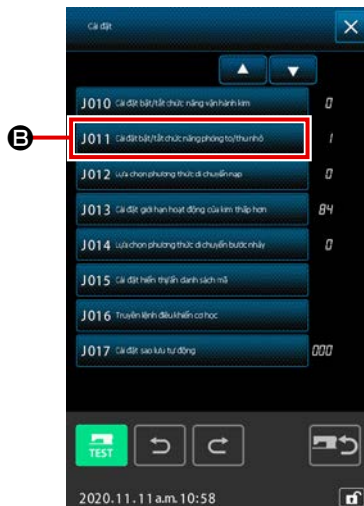 Cài đặt
J010 Cài đặt bật/tắt chức năng vận hành kim 0
B J011 Cài đặt bật/tắt chức năng phóng to/thu nhỏ 1
J012 Lựa chọn phương thức di chuyển nạp 0
J013 Cài đặt giới hạn hoạt động của kim thấp hơn 84
J014 Lựa chọn phương thức di chuyển bước nhảy 0
J015 Cài đặt hiển thị/ẩn danh sách mã
J016 Truyền lệnh điều khiển cơ học
J017 Cài đặt sao lưu tự động 000
TEST
2020.11.11 a.m. 10:58